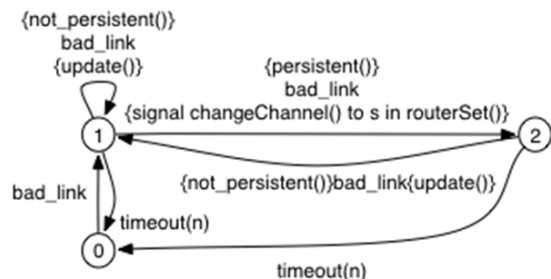 {not_persistent()}
bad_link
{update()}
{persistent()}
bad_link
{signal changeChannel() to s in routerSet()}
1
2
{not_persistent()}bad_link{update()}
bad_link
timeout(n)
0
timeout(n)